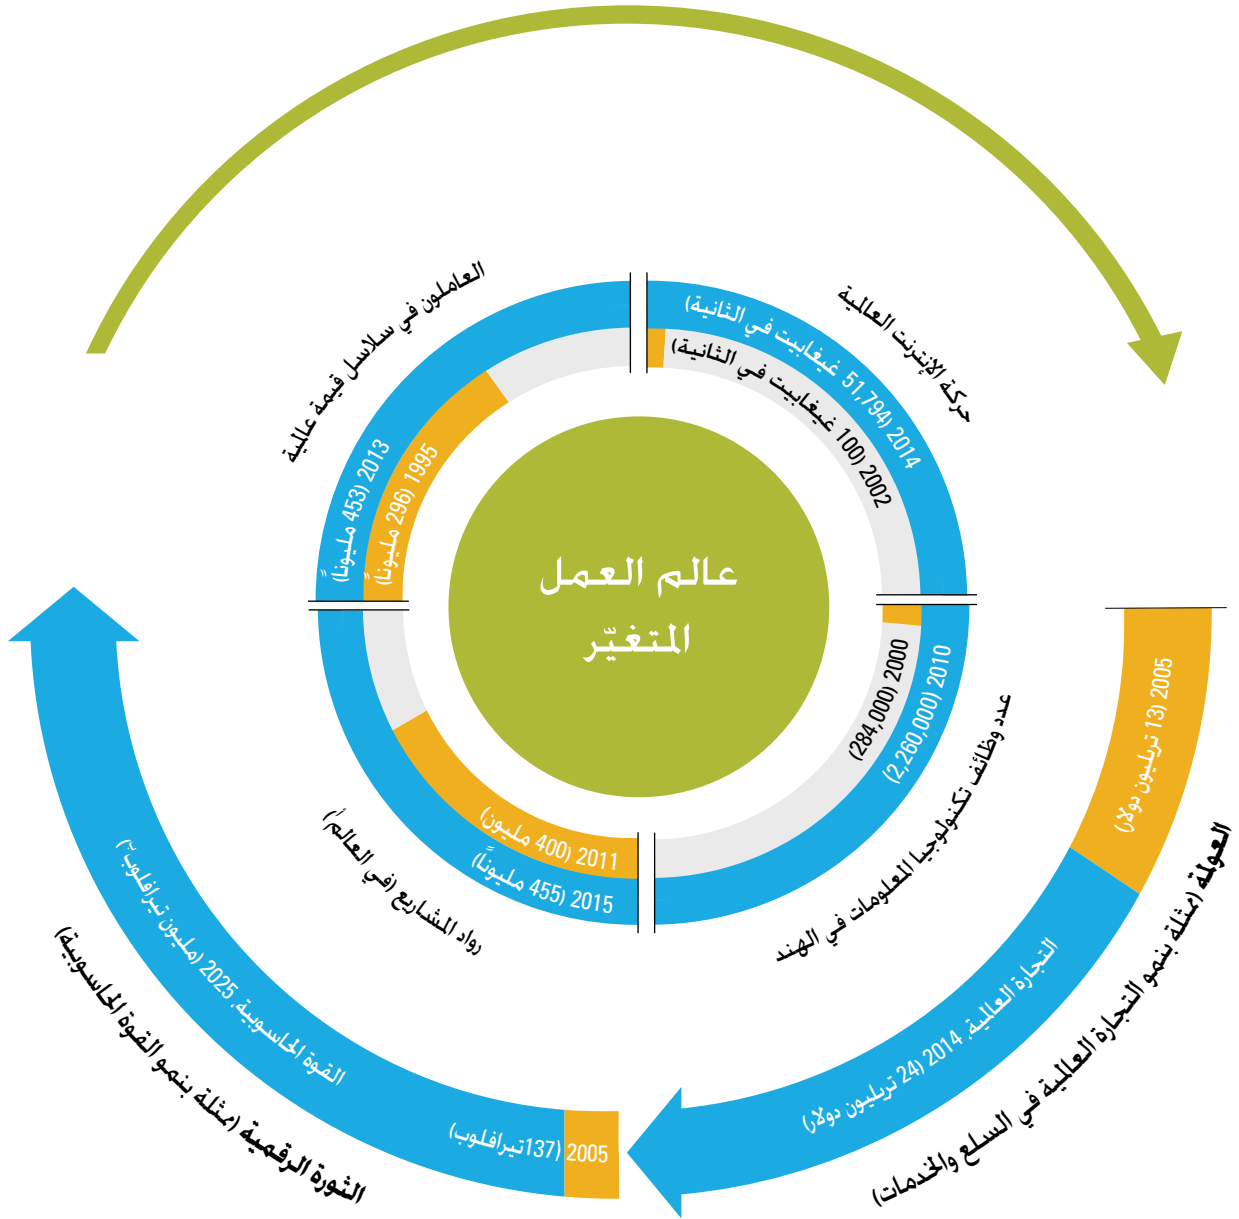 عالم العمل
المتغيّر
حركة الإنترنت العالمية
2014 (51,794 غيغابيت في الثانية)
2002 (100 غيغابيت في الثانية)
العاملون في سلاسل قيمة عالمية
2013 (453 مليوناً)
1995 (296 مليوناً)
عدد وظائف تكنولوجيا المعلومات في الهند
2010 (2,260,000)
2000 (284,000)
رواد المشاريع (في العالم)
2011 (400 مليون)
2015 (455 مليوناً)
العولمة (ممثلة بنمو التجارة العالمية في السلع والخدمات)
2005 (13 تريليون دولار)
التجارة العالمية، 2014 (24 تريليون دولار)
الثورة الرقمية (ممثلة بنمو القوة الحاسوبية)
2005 (137تيرافلوب)
القوة الحاسوبية، 2025 (مليون تيرافلوب)